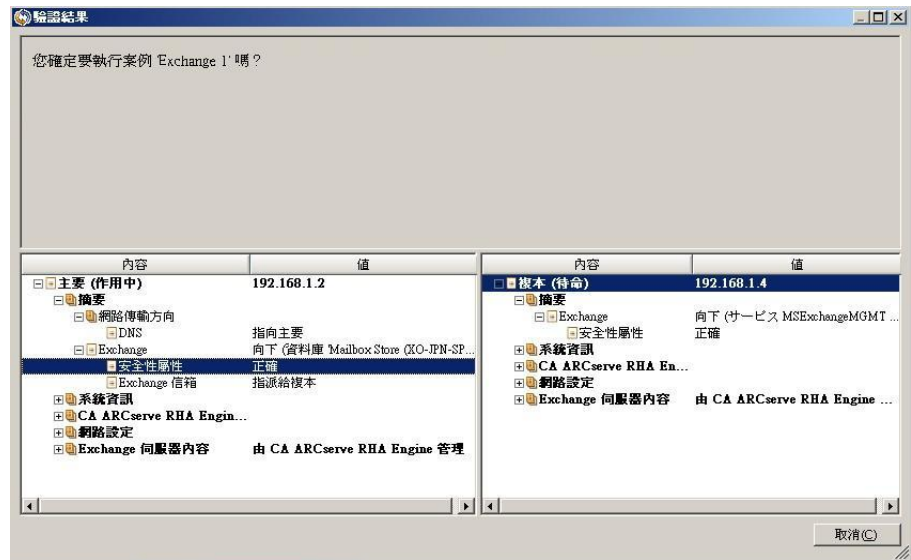 驗證結果
您確定要執行案例 'Exchange 1' 嗎？
內容 值
主要 (作用中) 192.168.1.2
摘要
網路傳輸方向
DNS 指向主要
Exchange 向下 (資料庫 'Mailbox Store (XO-JPN-SP...
安全性屬性 正確
Exchange 信箱 指派給複本
系統資訊
CA ARCserve RHA Engin...
網路設定
Exchange 伺服器內容 由 CA ARCserve RHA Engine 管理
內容 值
複本 (待命) 192.168.1.4
摘要
Exchange 向下 (サービス MSExchangeMGMT ...
安全性屬性 正確
系統資訊
CA ARCserve RHA En...
網路設定
Exchange 伺服器內容 由 CA ARCserve RHA Engine ...
取消(C)